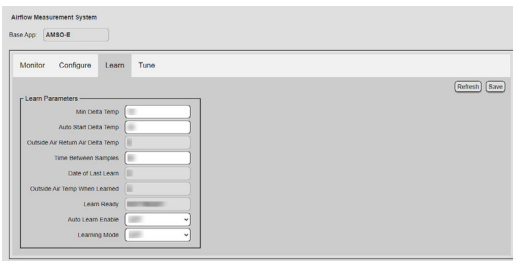 Airflow Measurement System
Base App: AMSO-E
Monitor Configure Learn Tune
Refresh Save
Learn Parameters
Min Delta Temp
Auto Start Delta Temp
Outside Air Return Air Delta Temp
Time Between Samples
Date of Last Learn
Outside Air Temp When Learned
Learn Ready
Auto Learn Enable
Learning Mode